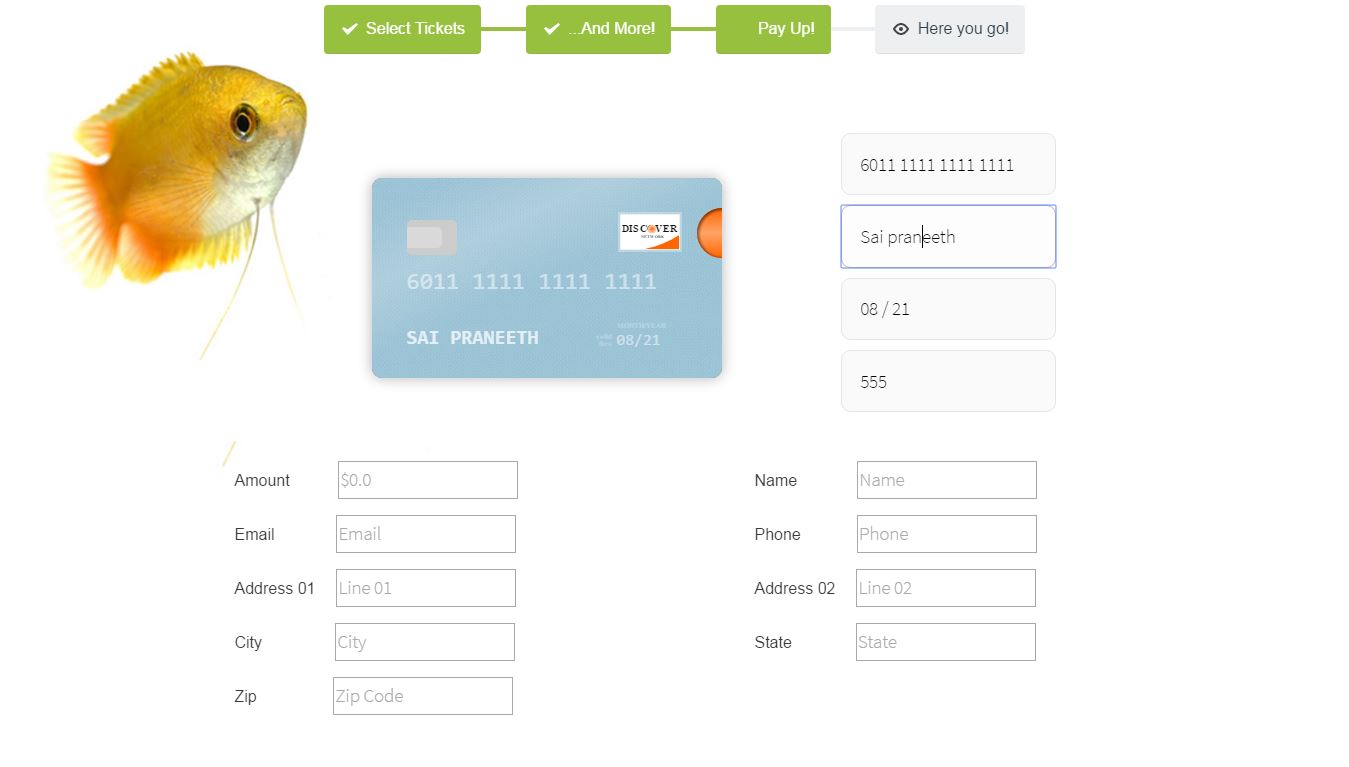 Select Tickets
...And More!
Pay Up!
Here you go!
6011 1111 1111 1111
Sai praneeth
08 / 21
555
DISCOVER
NETWORK
6011 1111 1111 1111
MONTH/YEAR
valid
thru
08/21
SAI PRANEETH
Amount
$0.0
Name
Name
Email
Email
Phone
Phone
Address 01
Line 01
Address 02
Line 02
City
City
State
State
Zip
Zip Code